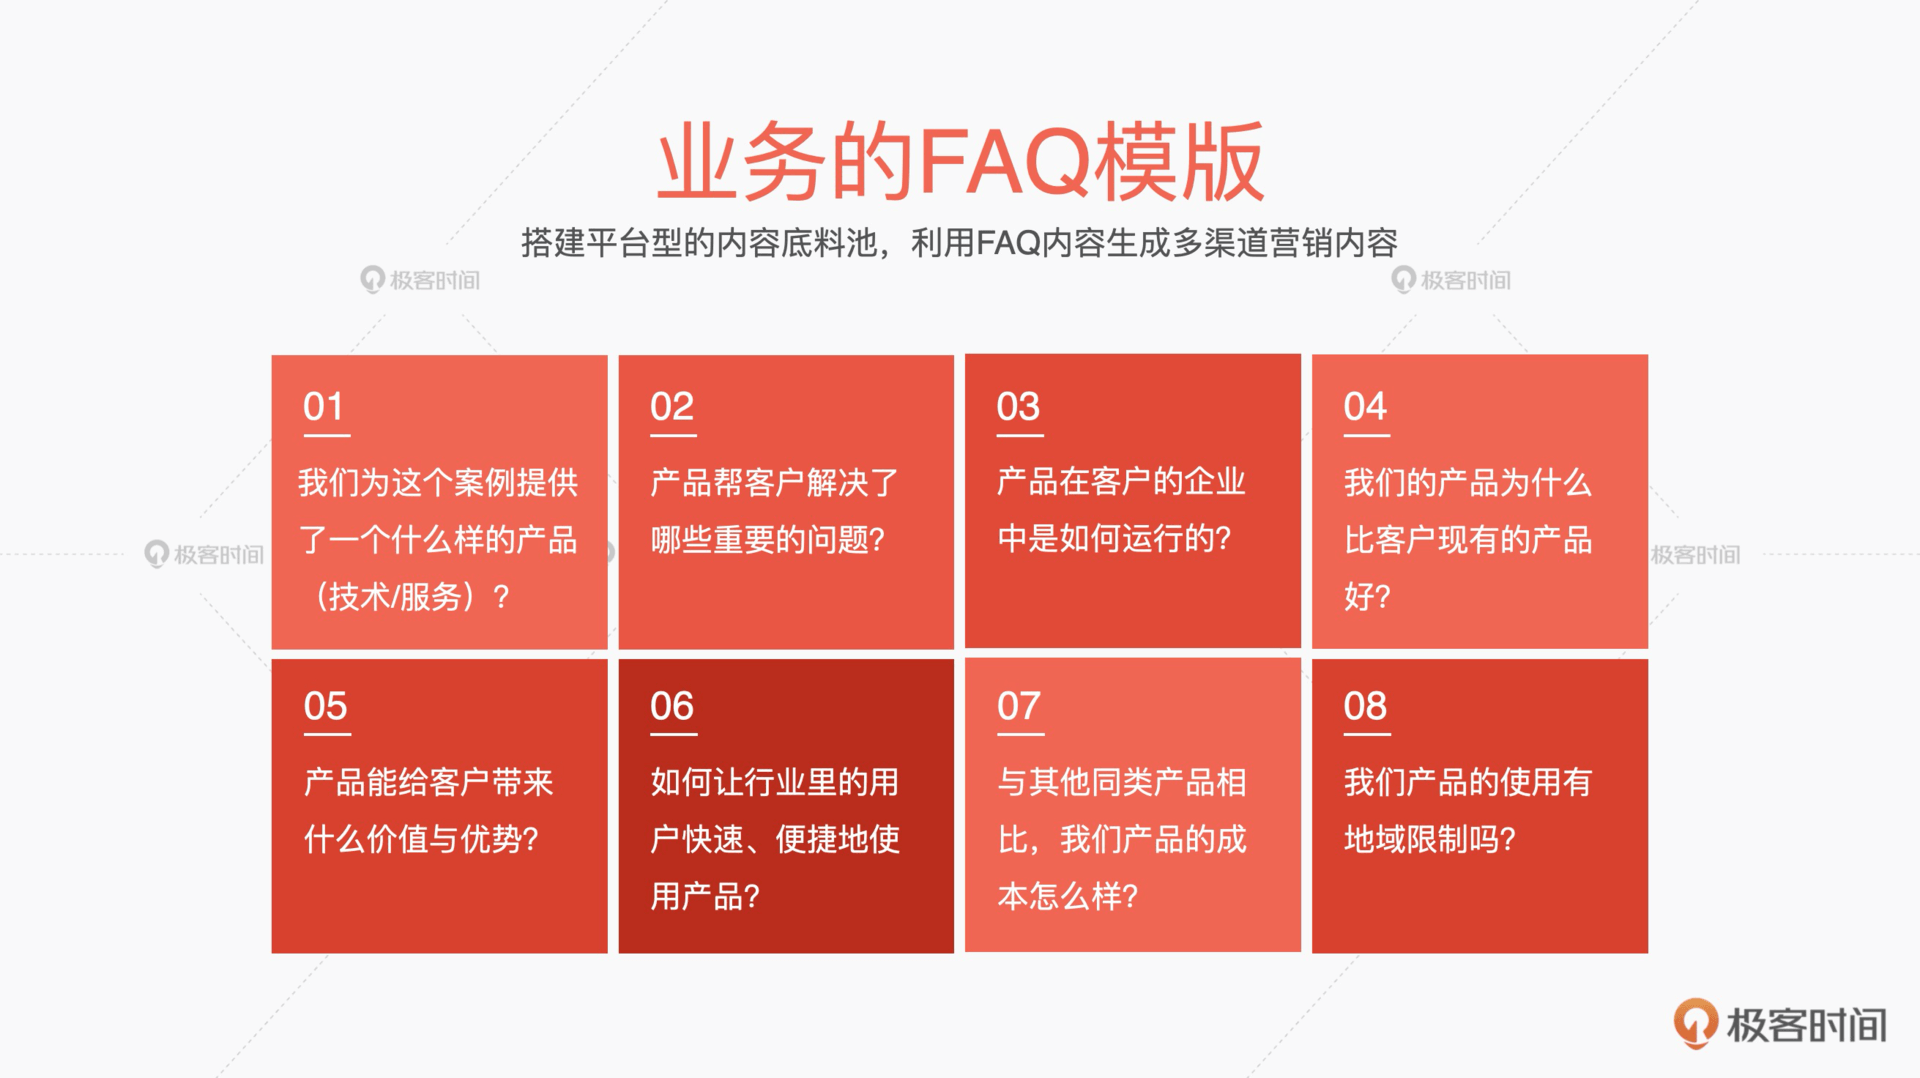 业务的FAQ模版
搭建平台型的内容底料池，利用FAQ内容生成多渠道营销内容
极客时间
极客时间
01
我们为这个案例提供
了一个什么样的产品
（技术/服务）?
02
产品帮客户解决了
哪些重要的问题?
03
产品在客户的企业
中是如何运行的?
04
我们的产品为什么
比客户现有的产品
好?
极客时间
极客时间
05
产品能给客户带来
什么价值与优势?
06
如何让行业里的用
户快速、便捷地使
用产品?
07
与其他同类产品相
比，我们产品的成
本怎么样?
08
我们产品的使用有
地域限制吗?
极客时间